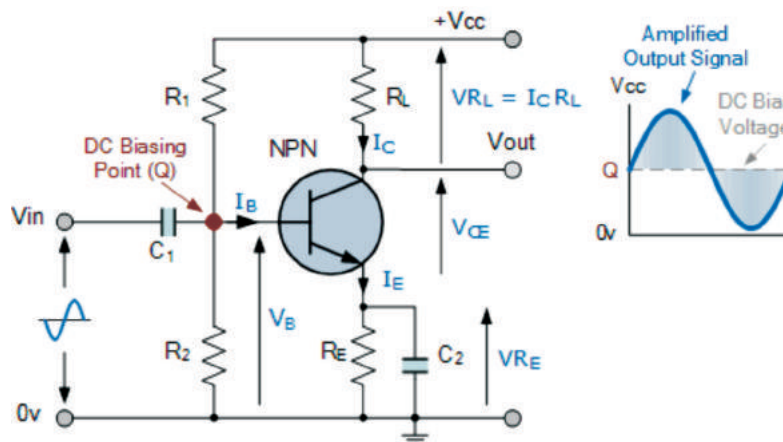 +Vcc
Amplified
Output Signal
Vcc
R1
RL
VRL = IC RL
DC Bia
Voltage
DC Biasing
Point (Q)
NPN
IC
Vout
Q
Vin
IB
C1
VCE
0v
IE
VB
R2
RE
C2
VRE
0v